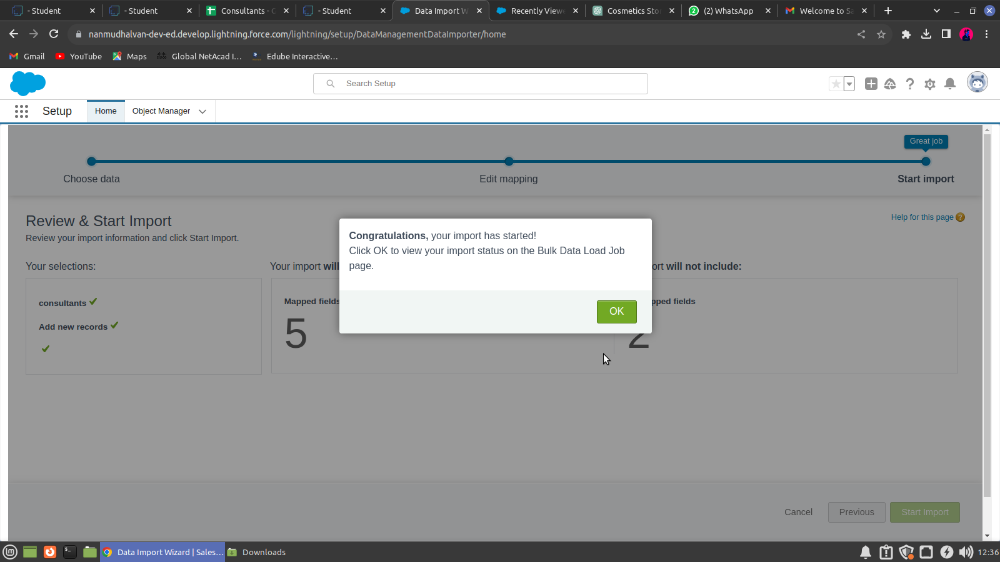 - Student
- Student
Consultants - 
- Student
Data Import W
Recently Viewe
Cosmetics Sto
(2) WhatsApp
Welcome to Sa
nanmudhalvan-dev-ed.develop.lightning.force.com/lightning/setup/DataManagementDataImporter/home
Gmail
YouTube
Maps
Global NetAcad I...
Edube Interactive...
Search Setup
Setup
Home
Object Manager
Great job
Choose data
Edit mapping
Start import
Review & Start Import
Help for this page
Review your import information and click Start Import.
Congratulations, your import has started!
Click OK to view your import status on the Bulk Data Load Job
page.
OK
Your selections:
Your import will
ort will not include:
consultants
Add new records
Mapped fields
5
pped fields
2
Cancel
Previous
Start Import
Data Import Wizard | Sales...
Downloads
12:36